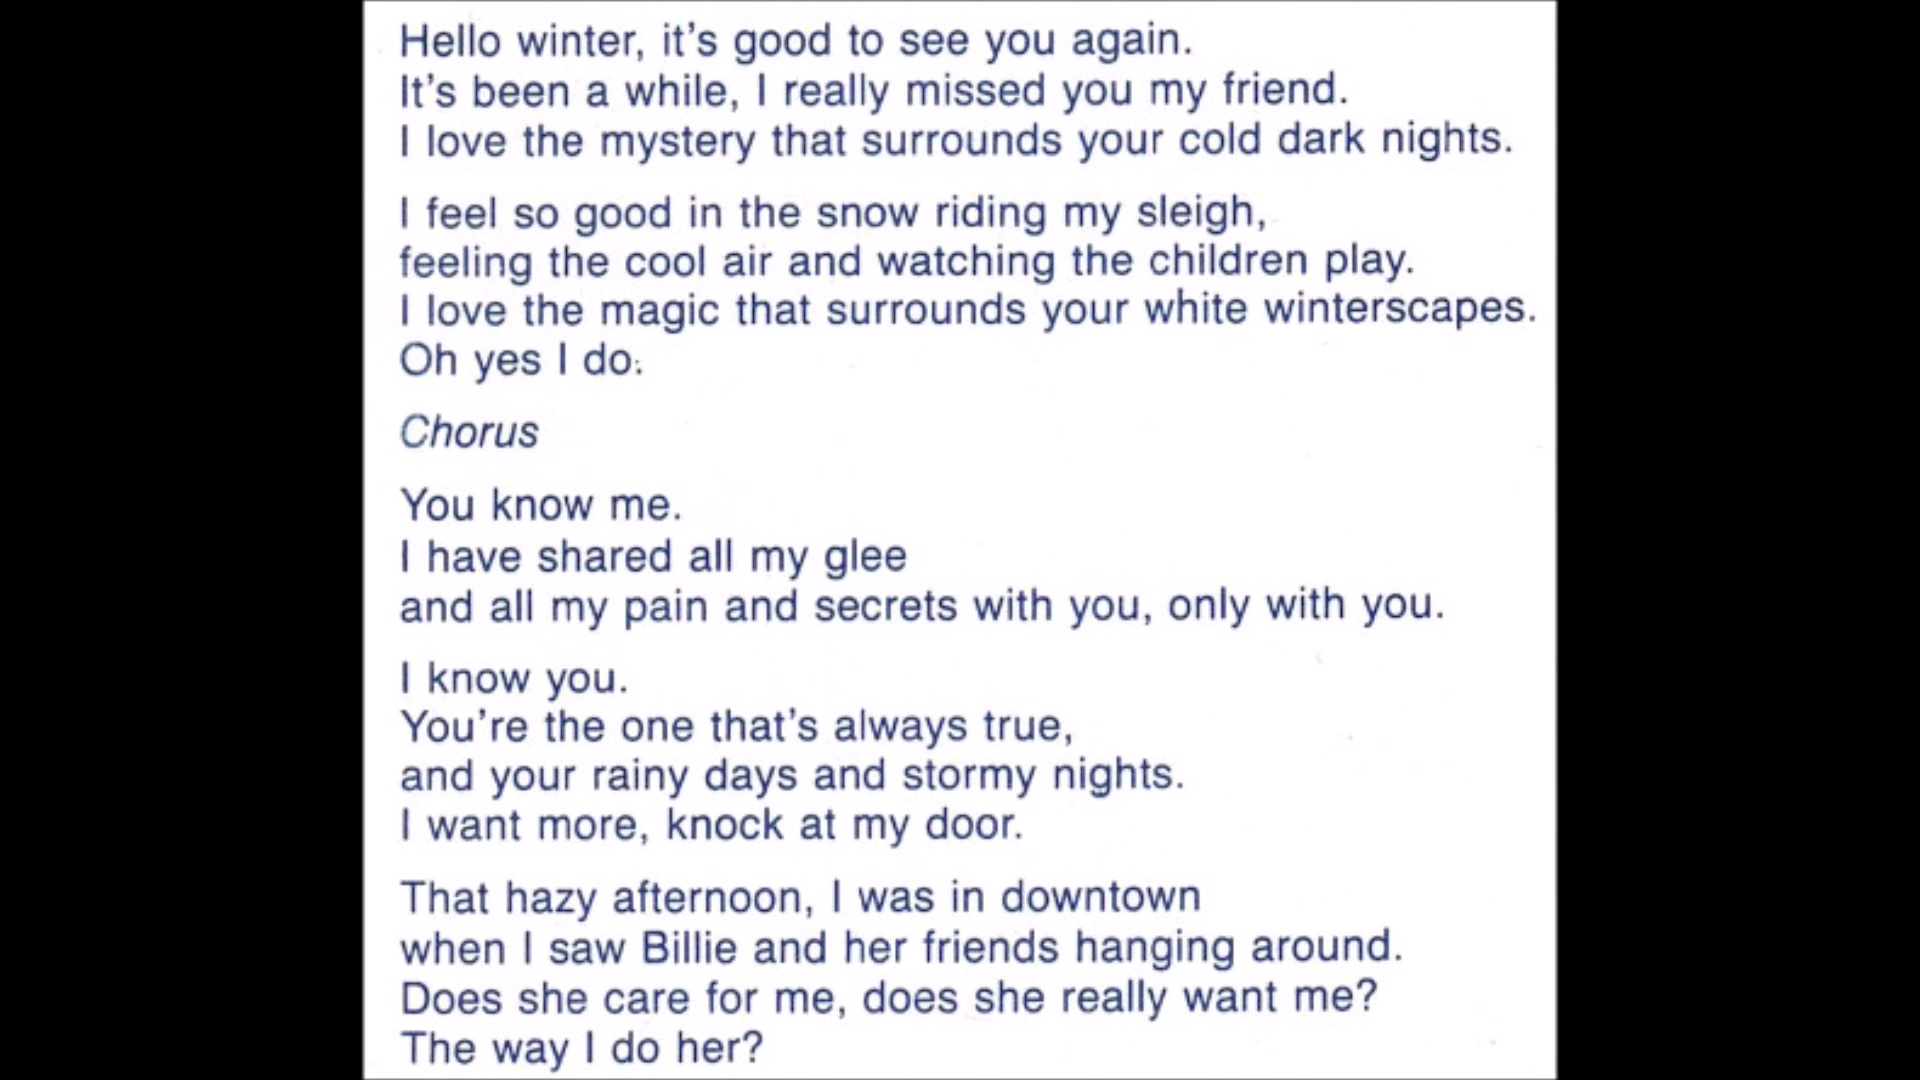 Hello winter, it's good to see you again.
It's been a while, I really missed you my friend.
I love the mystery that surrounds your cold dark nights.
I feel so good in the snow riding my sleigh,
feeling the cool air and watching the children play.
I love the magic that surrounds your white winterscapes.
Oh yes I do.
Chorus
You know me.
I have shared all my glee
and all my pain and secrets with you, only with you.
I know you.
You're the one that's always true,
and your rainy days and stormy nights.
I want more, knock at my door.
That hazy afternoon, I was in downtown
when I saw Billie and her friends hanging around.
Does she care for me, does she really want me?
The way I do her?